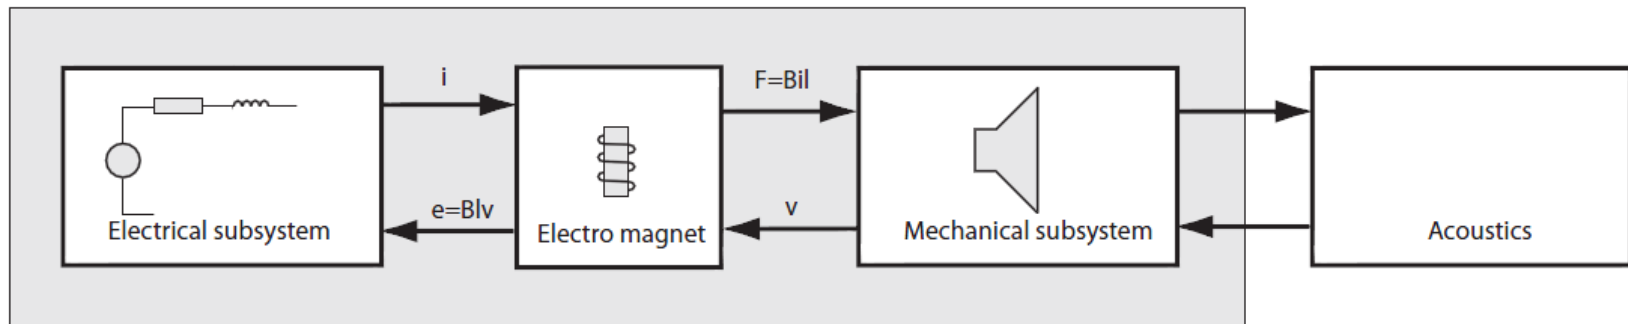 i
F=Bil
e=Blv
v
Electrical subsystem
Electro magnet
Mechanical subsystem
Acoustics